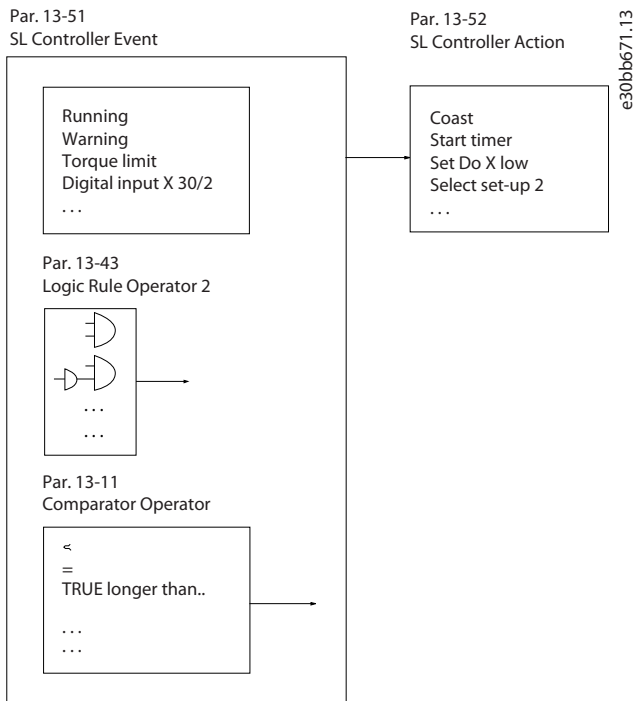 Par. 13-51
SL Controller Event
Par. 13-52
SL Controller Action
e30bb671.13
Running
Warning
Torque limit
Digital input X 30/2
. . .
Coast
Start timer
Set Do X low
Select set-up 2
. . .
Par. 13-43
Logic Rule Operator 2
. . .
. . .
Par. 13-11
Comparator Operator
<
=
TRUE longer than..
. . .
. . .